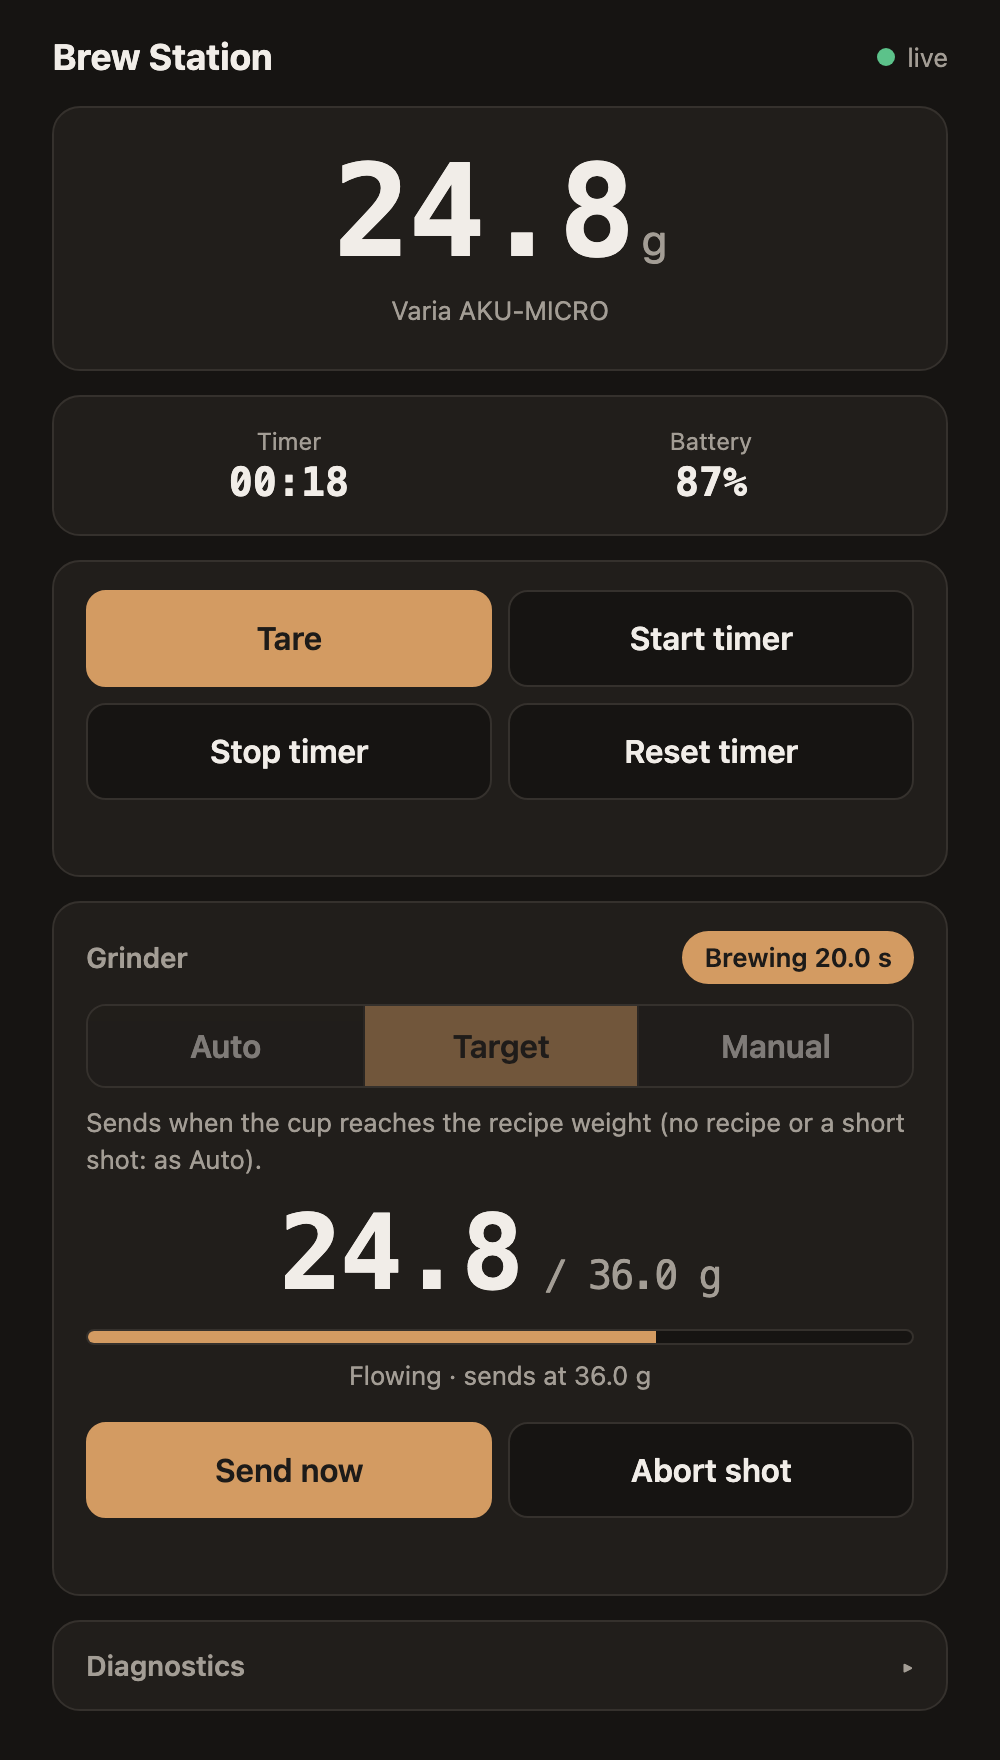 Brew Station
live
24.8 g
Varia AKU-MICRO
Timer
00:18
Battery
87%
Tare
Start timer
Stop timer
Reset timer
Grinder
Brewing 20.0 s
Auto
Target
Manual
Sends when the cup reaches the recipe weight (no recipe or a short
shot: as Auto).
24.8 / 36.0 g
Flowing · sends at 36.0 g
Send now
Abort shot
Diagnostics